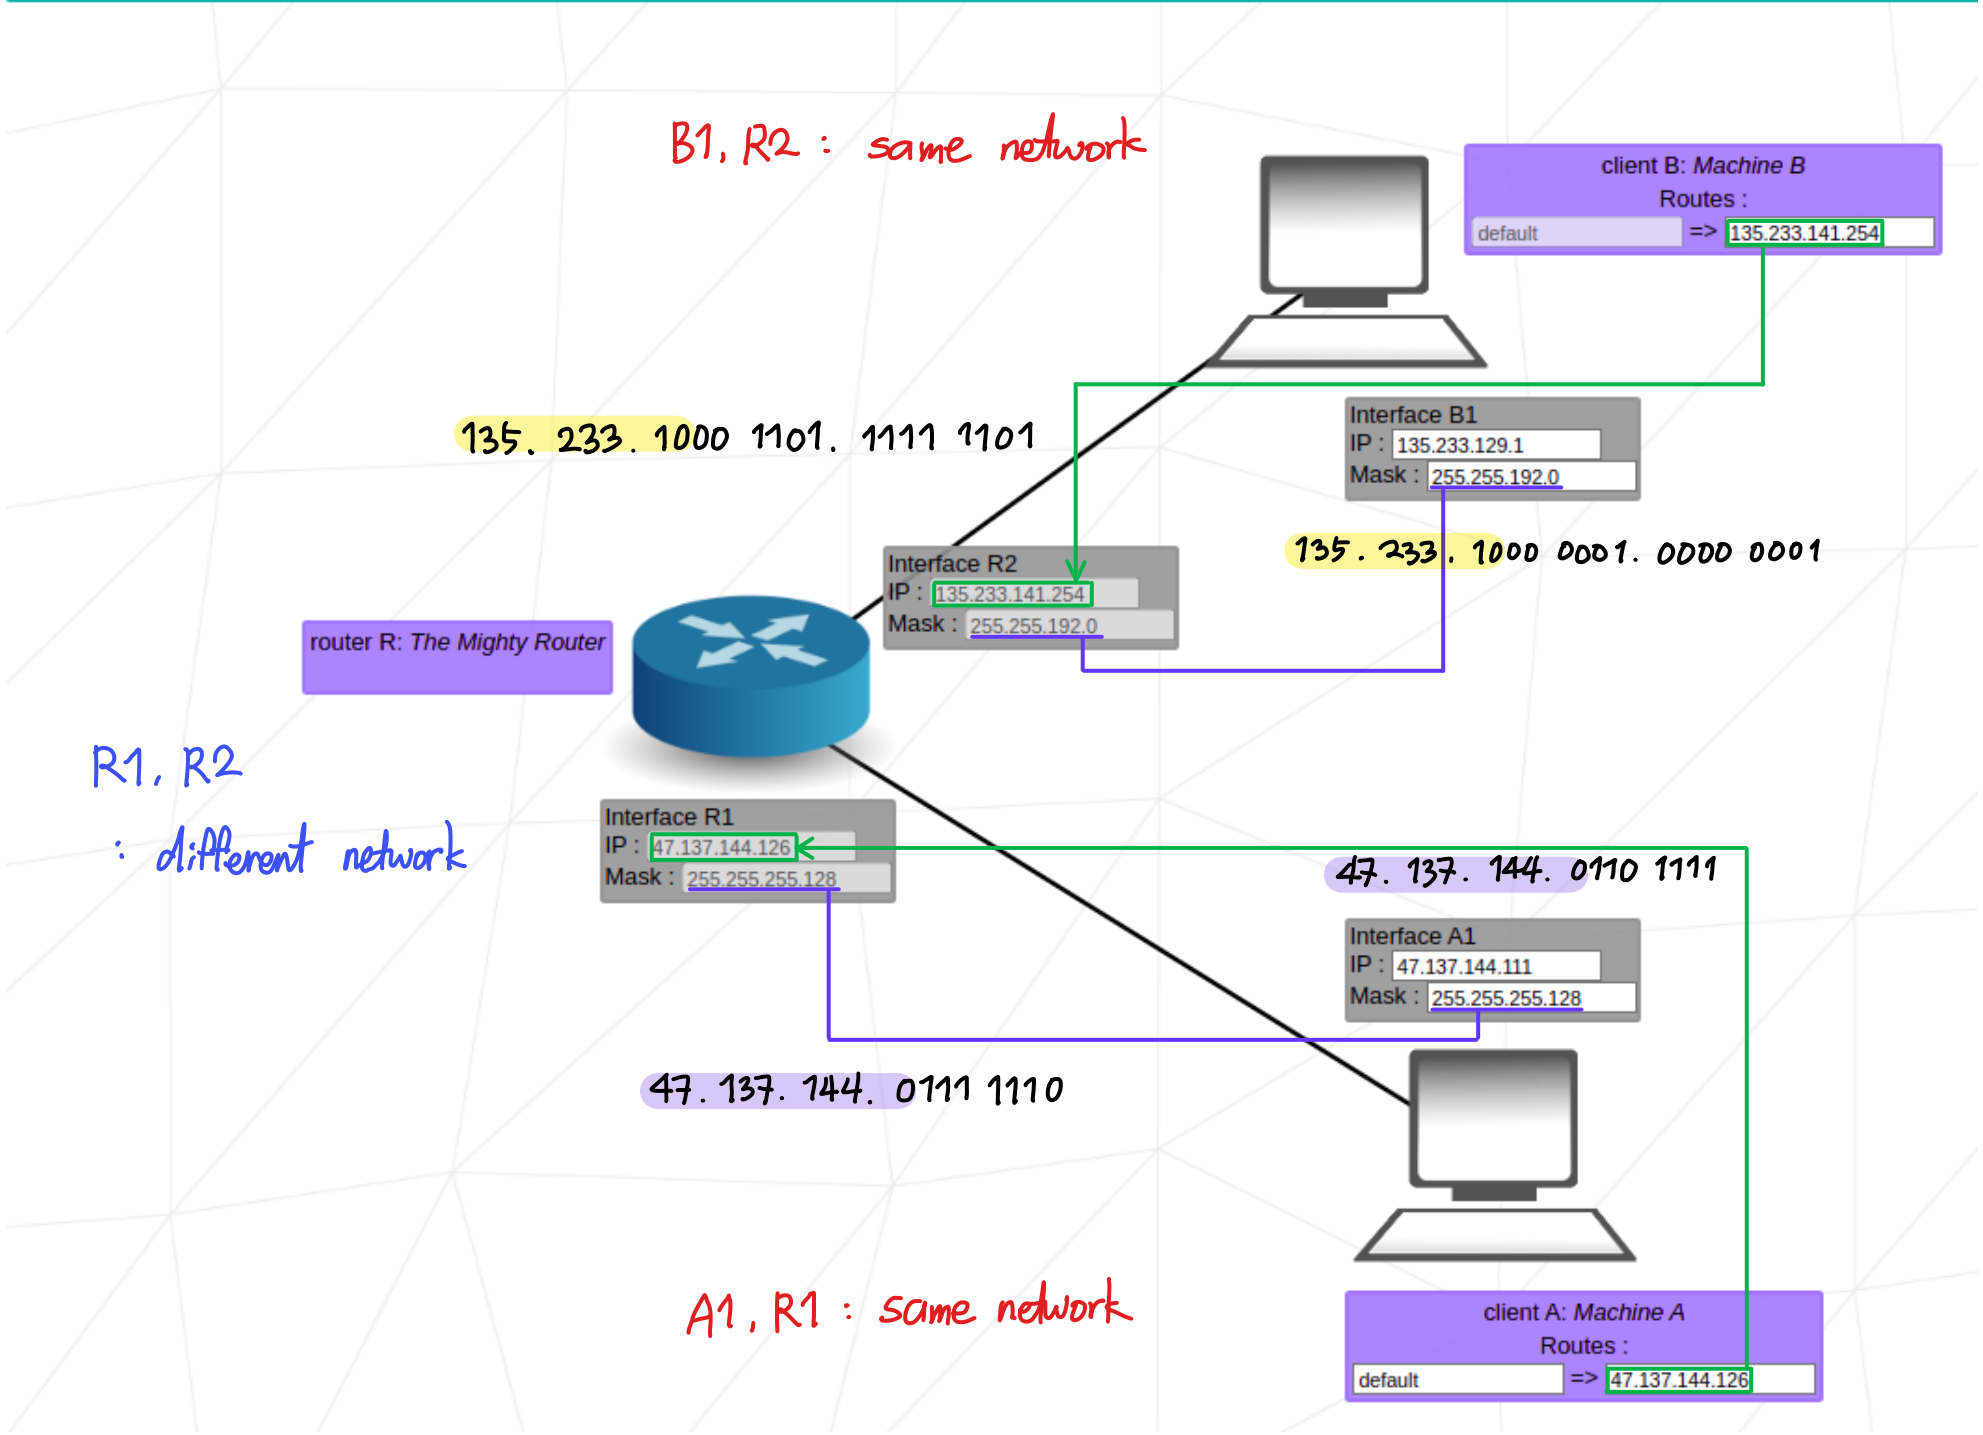 B1, R2 : same network
client B: Machine B
Routes :
default => 135.233.141.254
Interface B1
IP : 135.233.129.1
Mask : 255.255.192.0
135. 233. 1000 1101. 1111 1101
135. 233. 1000 0001. 0000 0001
Interface R2
IP : 135.233.141.254
Mask : 255.255.192.0
router R: The Mighty Router
R1, R2
: different network
Interface R1
IP : 47.137.144.126
Mask : 255.255.255.128
47. 137. 144. 0110 1111
Interface A1
IP : 47.137.144.111
Mask : 255.255.255.128
47. 137. 144. 0111 1110
A1, R1 : same network
client A: Machine A
Routes :
default => 47.137.144.126